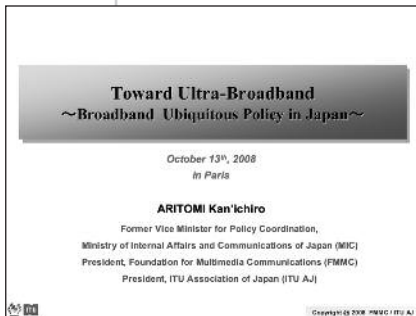 Toward Ultra-Broadband
～Broadband Ubiquitous Policy in Japan～
October 13th, 2008
in Paris
ARITOMI Kan'ichiro
Former Vice Minister for Policy Coordination,
Ministry of Internal Affairs and Communications of Japan (MIC)
President, Foundation for Multimedia Communications (FMMC)
President, ITU Association of Japan (ITU AJ)
Copyright @ 2008 FMMC / ITU AJ